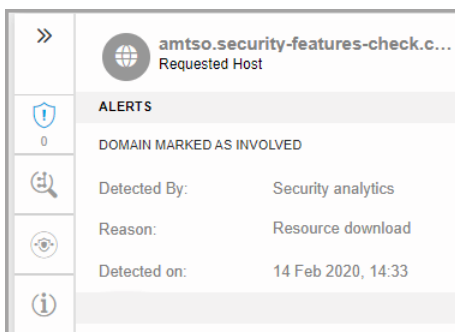 amtso.security-features-check.c...
Requested Host
ALERTS
0
DOMAIN MARKED AS INVOLVED
Detected By: Security analytics
Reason: Resource download
Detected on: 14 Feb 2020, 14:33